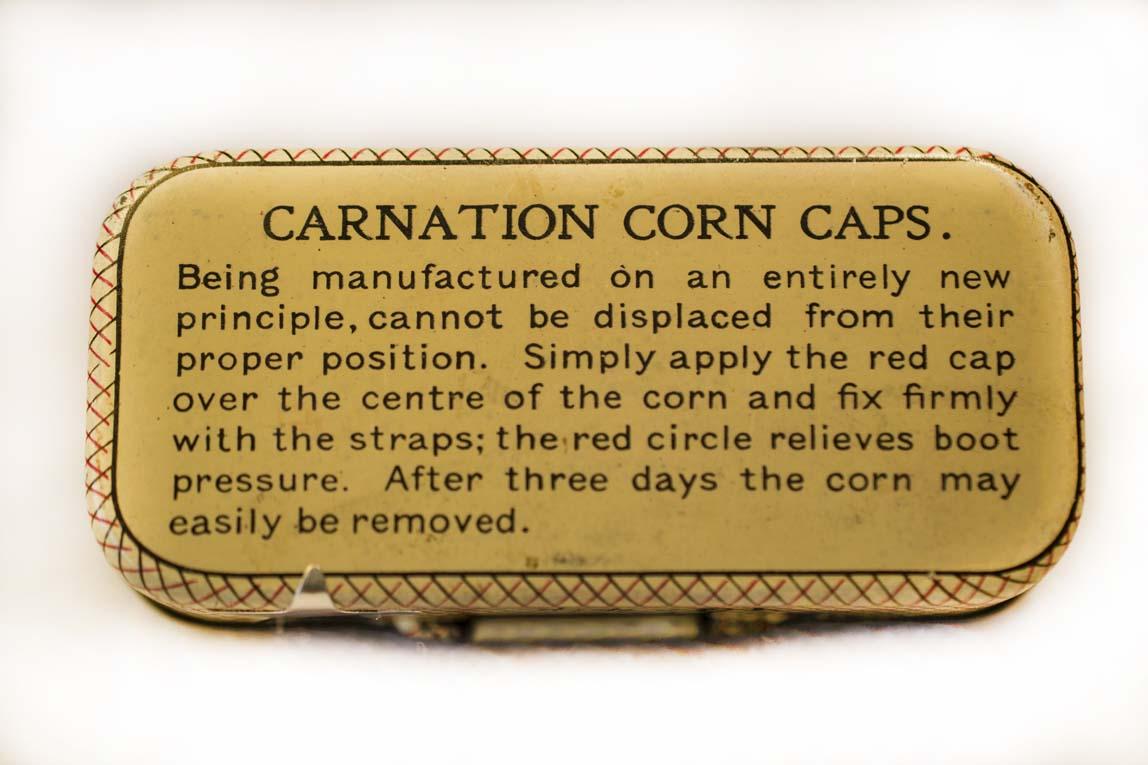 CARNATION CORN CAPS.
Being manufactured on an entirely new
principle, cannot be displaced from their
proper position. Simply apply the red cap
over the centre of the corn and fix firmly
with the straps; the red circle relieves boot
pressure. After three days the corn may
easily be removed.